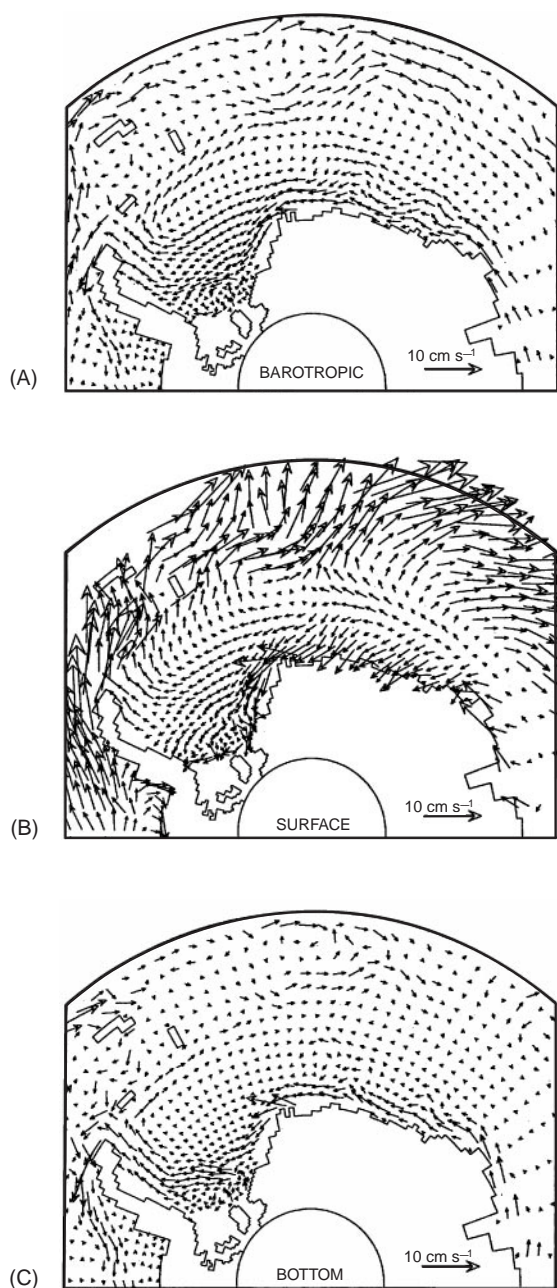 (A)
BAROTROPIC
10 cm s–1
(B)
SURFACE
10 cm s–1
(C)
BOTTOM
10 cm s–1